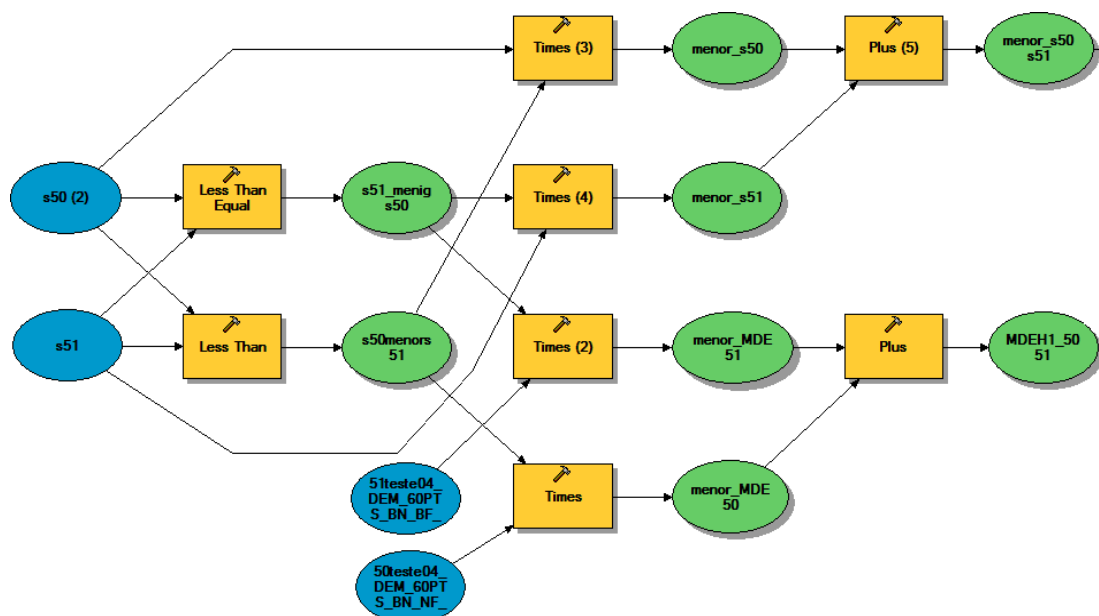 Times (3)
menor_s50
Plus (5)
menor_s50
s51
s50 (2)
Less Than
Equal
s51_menig
s50
Times (4)
menor_s51
s51
Less Than
s50menors
51
Times (2)
menor_MDE
51
Plus
MDEH1_50
51
51teste04_
DEM_60PT
S_BN_BF_
Times
menor_MDE
50
50teste04_
DEM_60PT
S_BN_NF_